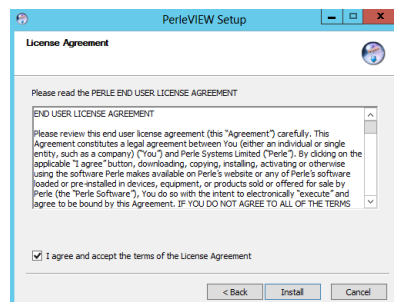 PerleVIEW Setup
License Agreement
Please read the PERLE END USER LICENSE AGREEMENT
END USER LICENSE AGREEMENT
Please review this end user license agreement (this "Agreement") carefully. This
Agreement constitutes a legal agreement between You (either an individual or single
entity, such as a company) ("You") and Perle Systems Limited ("Perle"). By clicking on the
applicable "I agree" button, downloading, copying, installing, activating or otherwise
using the software Perle makes available on Perle's website or any of Perle's software
loaded or pre-installed in devices, equipment, or products sold or offered for sale by
Perle (the "Perle Software"), You do so with the intent to electronically "execute" and
agree to be bound by this Agreement. IF YOU DO NOT AGREE TO ALL OF THE TERMS
I agree and accept the terms of the License Agreement
< Back Install Cancel